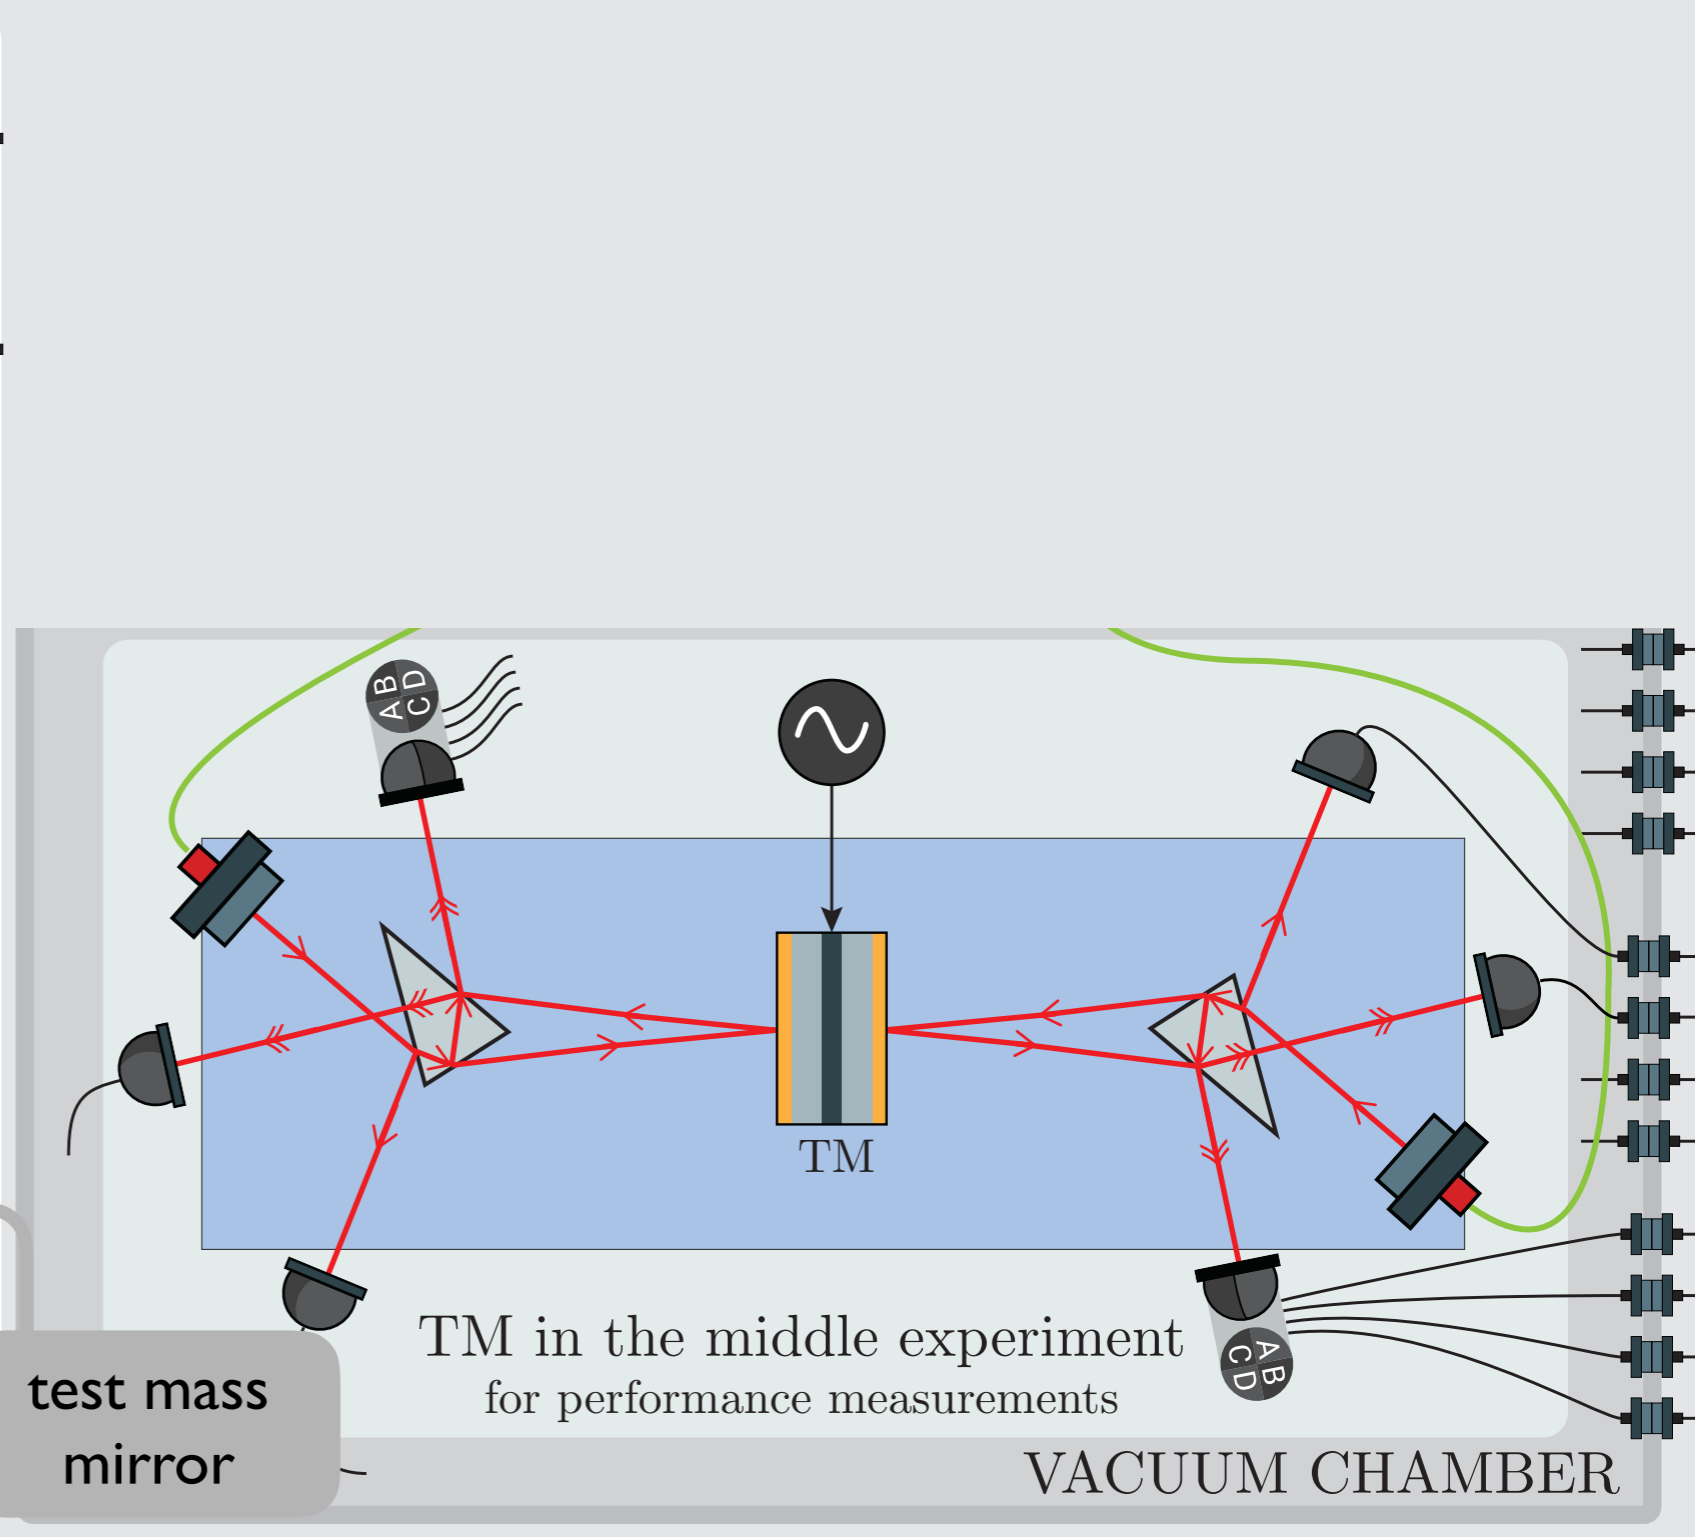 A B
C D
TM
TM in the middle experiment
for performance measurements
A B
C D
test mass
mirror
VACUUM CHAMBER